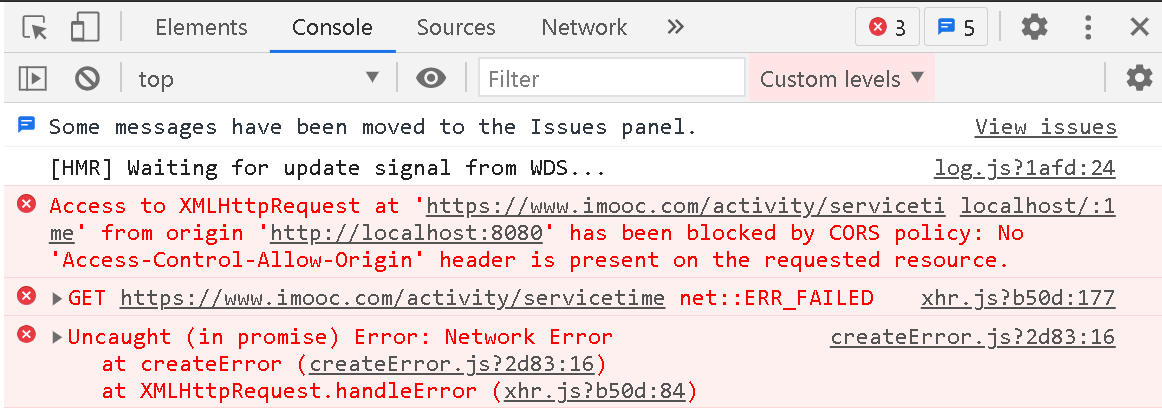 Elements Console Sources Network » 3 5
top Filter Custom levels
Some messages have been moved to the Issues panel. View issues
[HMR] Waiting for update signal from WDS... log.js?1afd:24
Access to XMLHttpRequest at 'https://www.imooc.com/activity/serviceti localhost/:1
me' from origin 'http://localhost:8080' has been blocked by CORS policy: No
'Access-Control-Allow-Origin' header is present on the requested resource.
GET https://www.imooc.com/activity/servicetime net::ERR_FAILED xhr.js?b50d:177
Uncaught (in promise) Error: Network Error createError.js?2d83:16
at createError (createError.js?2d83:16)
at XMLHttpRequest.handleError (xhr.js?b50d:84)